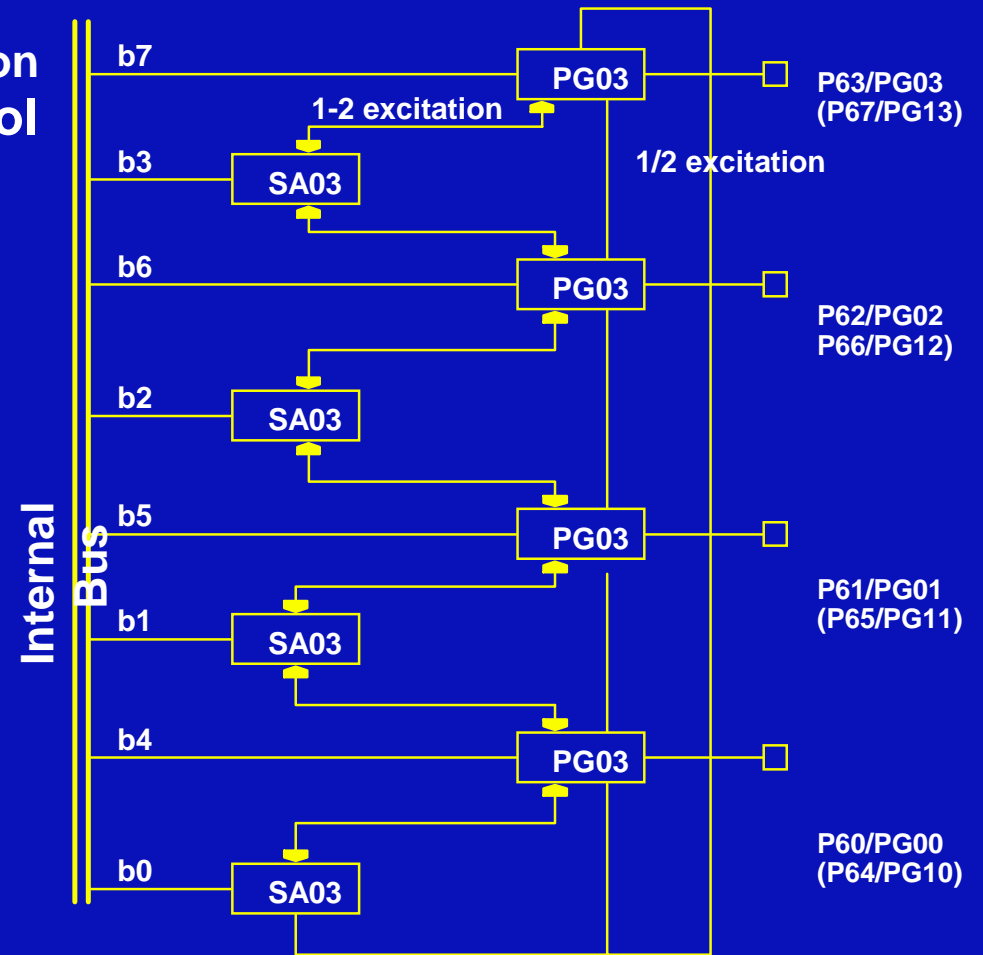 on
ol
b7
PG03
P63/PG03
(P67/PG13)
1-2 excitation
b3
SA03
1/2 excitation
b6
PG03
P62/PG02
P66/PG12)
b2
SA03
Internal
Bus
b5
PG03
P61/PG01
(P65/PG11)
b1
SA03
b4
PG03
P60/PG00
(P64/PG10)
b0
SA03